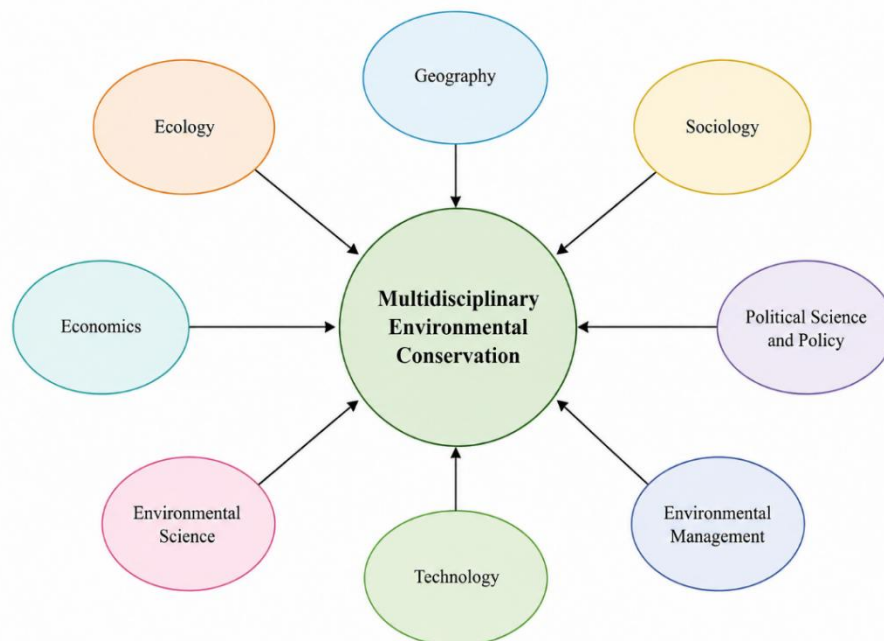 Geography
Ecology
Sociology
Multidisciplinary
Environmental
Conservation
Economics
Political Science
and Policy
Environmental
Science
Environmental
Management
Technology